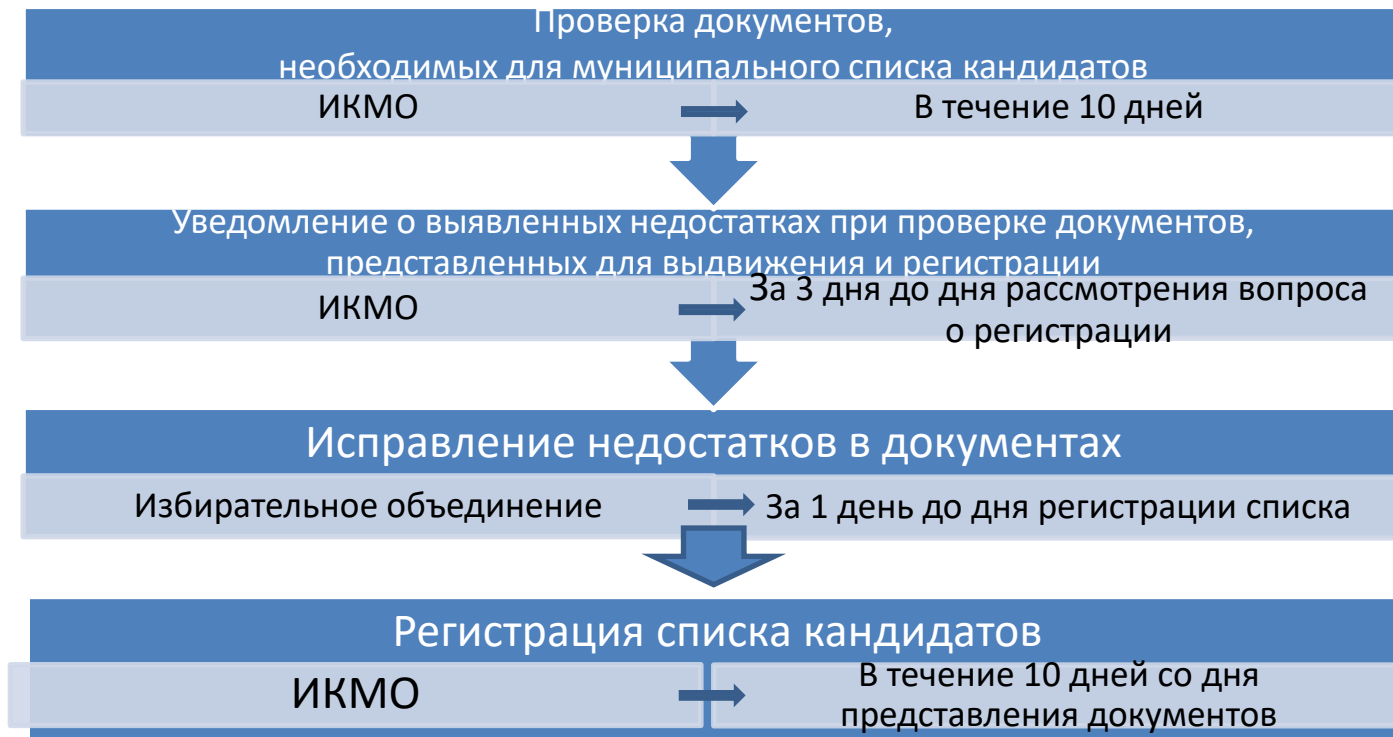 Проверка документов,
необходимых для муниципального списка кандидатов
ИКМО
В течение 10 дней
Уведомление о выявленных недостатках при проверке документов,
представленных для выдвижения и регистрации
ИКМО
За 3 дня до дня рассмотрения вопроса
о регистрации
Исправление недостатков в документах
Избирательное объединение
За 1 день до дня регистрации списка
Регистрация списка кандидатов
ИКМО
В течение 10 дней со дня
представления документов